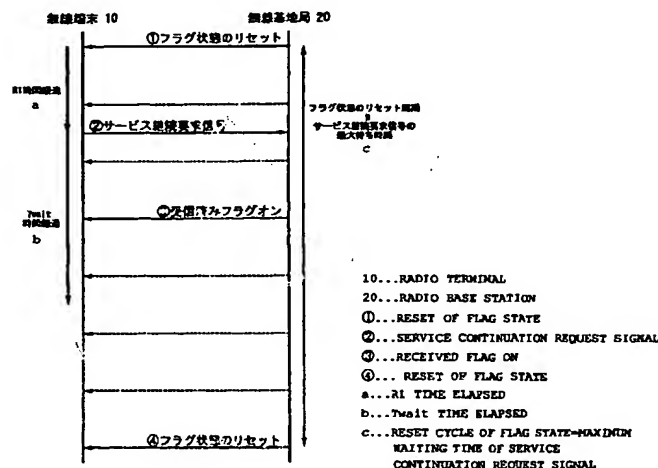 無線端末 10
無線基地局 20
①フラグ状態のリセット
R1時間経過
a
②サービス継続要求信号
フラグ状態のリセット周期
=
サービス継続要求信号の
最大待ち時間
c
③受信済みフラグオン
Twait
時間経過
b
④フラグ状態のリセット
10...RADIO TERMINAL
20...RADIO BASE STATION
①...RESET OF FLAG STATE
②...SERVICE CONTINUATION REQUEST SIGNAL
③...RECEIVED FLAG ON
④... RESET OF FLAG STATE
a...R1 TIME ELAPSED
b...Twait TIME ELAPSED
c...RESET CYCLE OF FLAG STATE=MAXIMUM
WAITING TIME OF SERVICE
CONTINUATION REQUEST SIGNAL